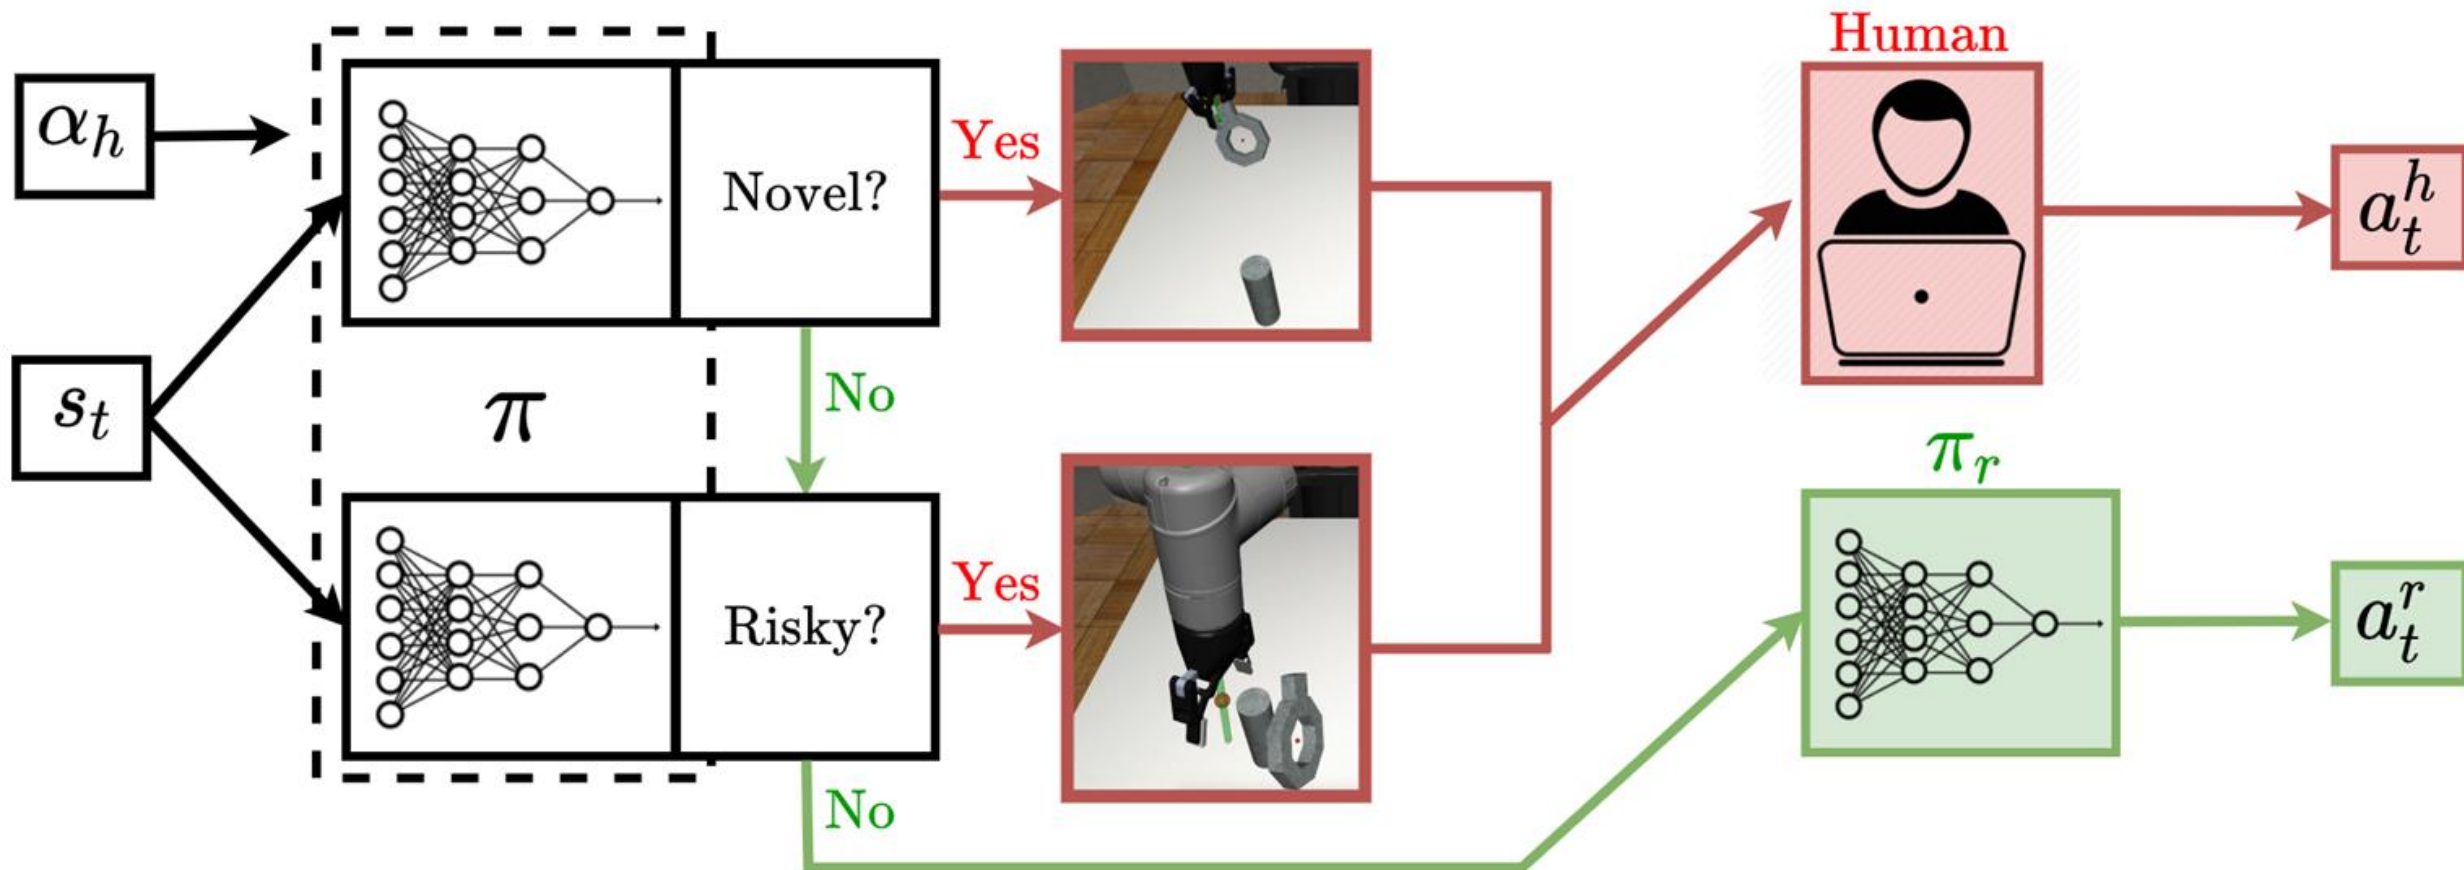 Human
α_h
Novel?
Yes
a_t^h
No
s_t
π
π_r
Risky?
Yes
a_t^r
No